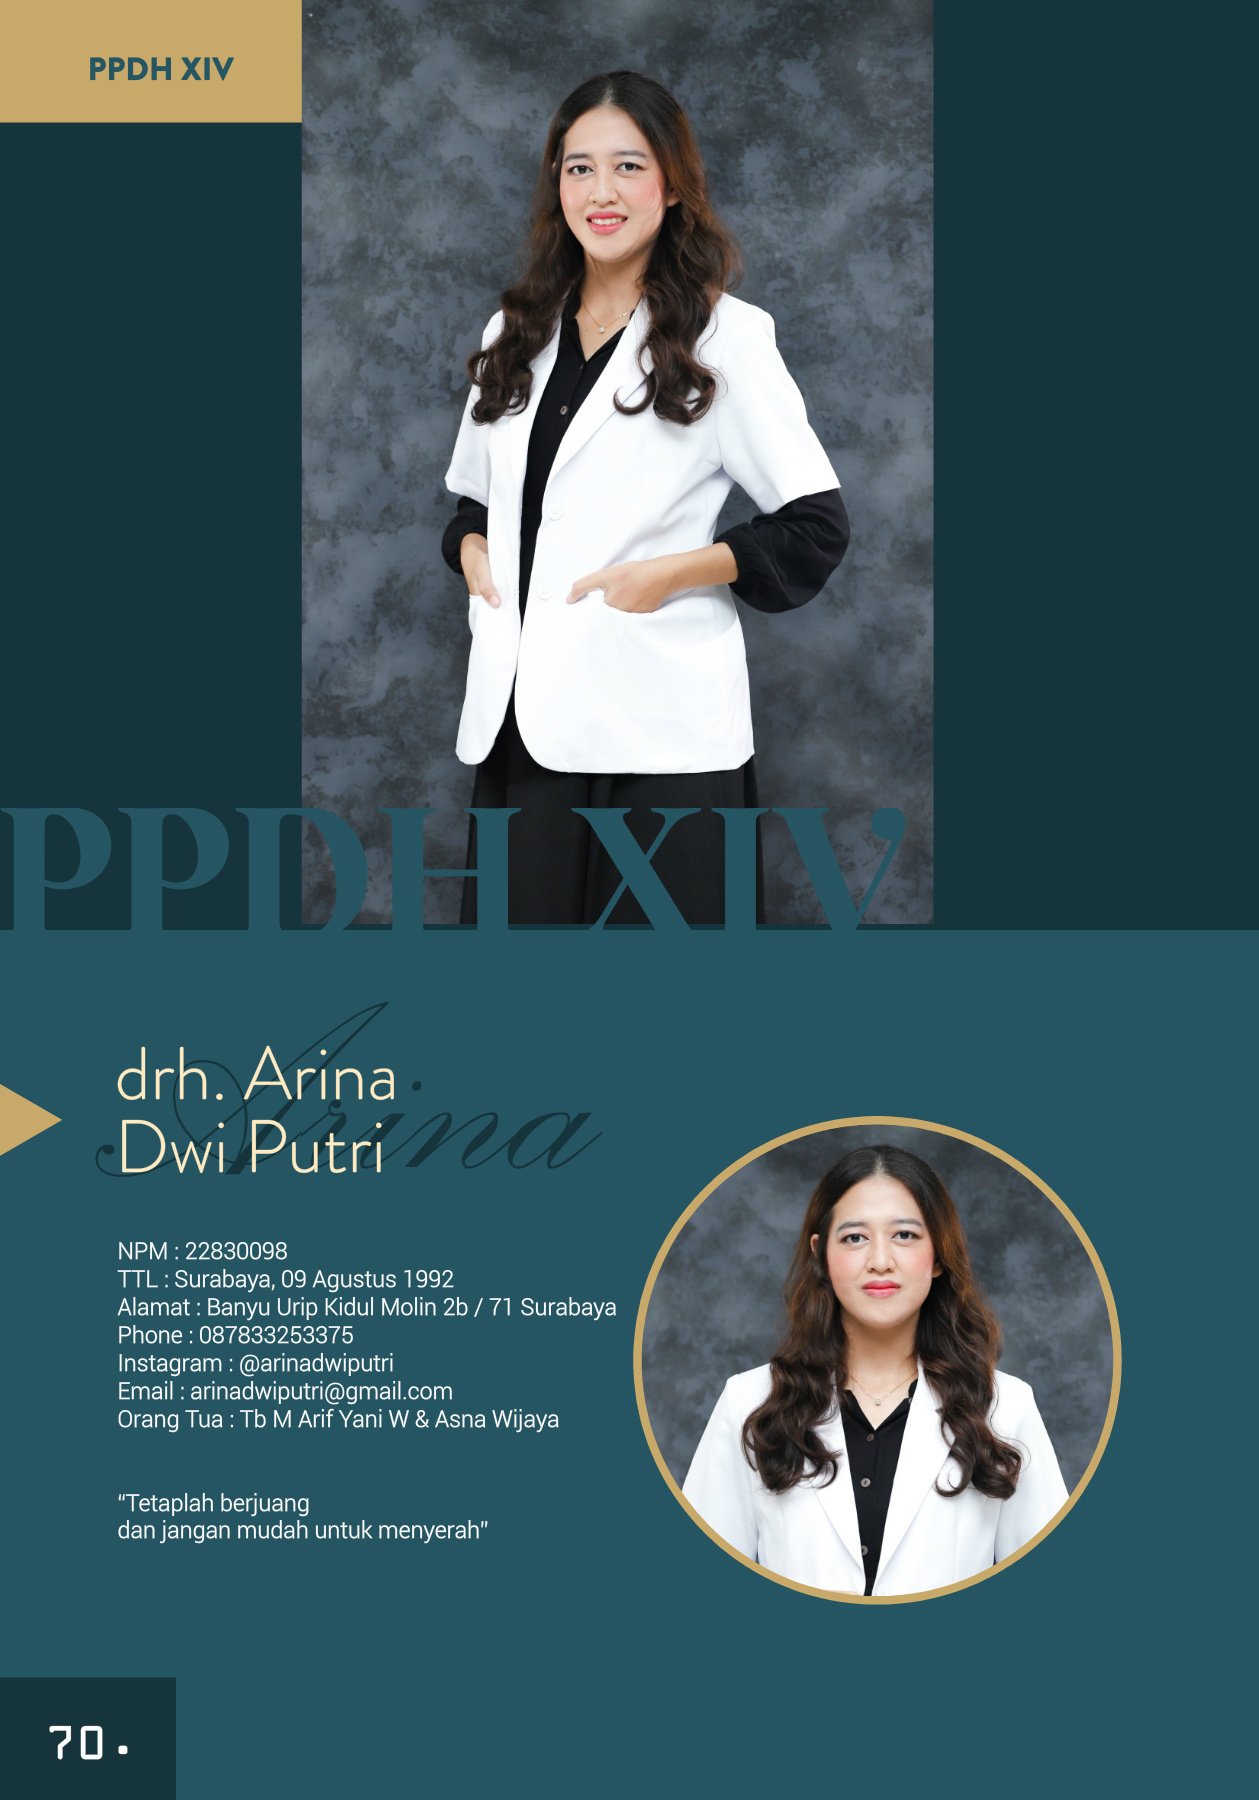 PPDH XIV
PPDH XIV
drh. Arina
Dwi Putri
Arina
NPM : 22830098
TTL : Surabaya, 09 Agustus 1992
Alamat : Banyu Urip Kidul Molin 2b / 71 Surabaya
Phone : 087833253375
Instagram : @arinadwiputri
Email : arinadwiputri@gmail.com
Orang Tua : Tb M Arif Yani W & Asna Wijaya
“Tetaplah berjuang
dan jangan mudah untuk menyerah”
70.